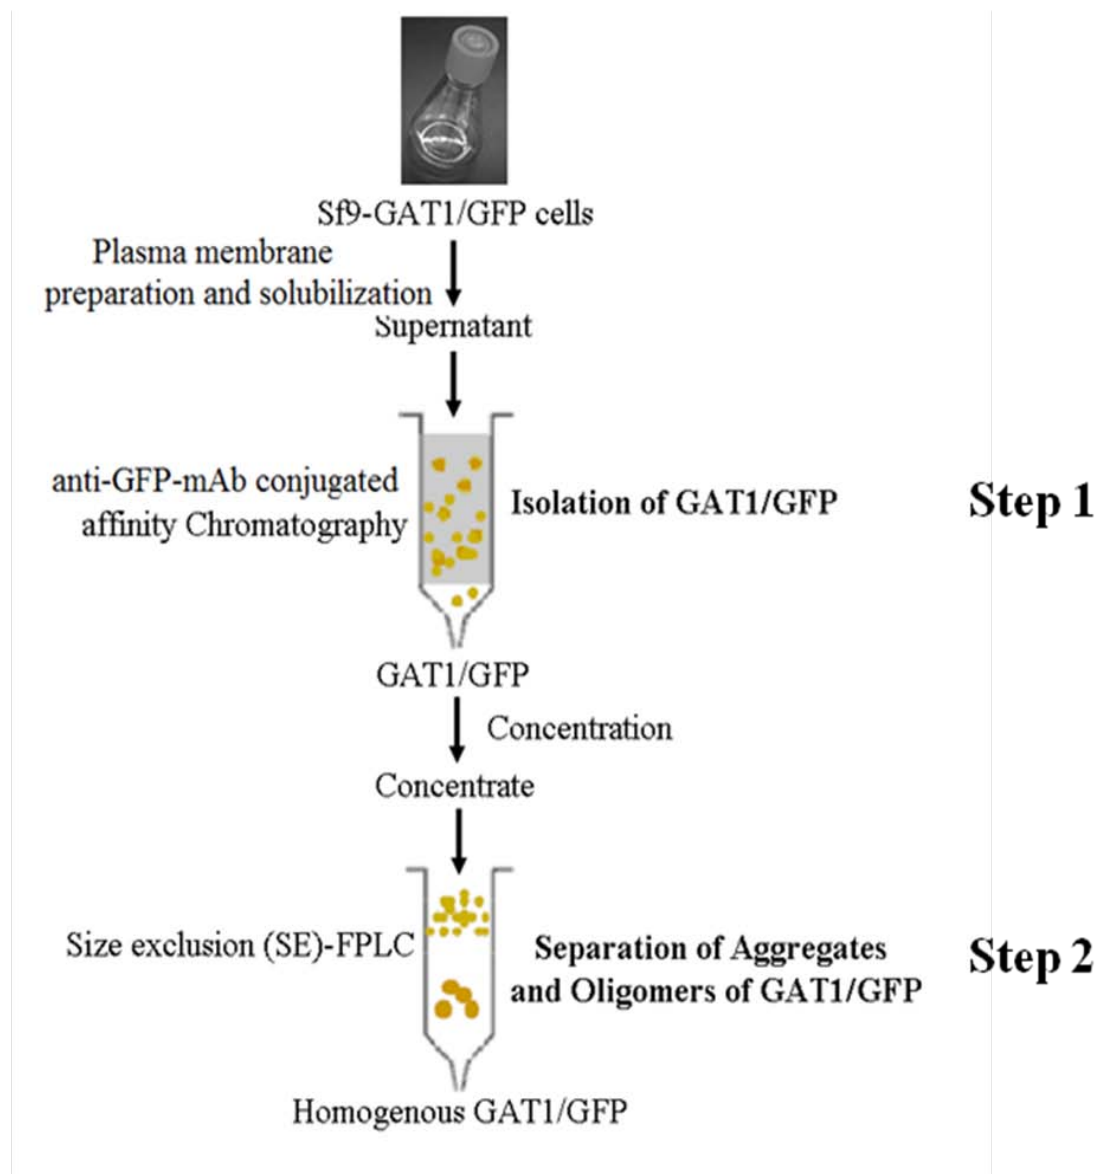 Sf9-GAT1/GFP cells
Plasma membrane
preparation and solubilization
Supernatant
anti-GFP-mAb conjugated
affinity Chromatography
Isolation of GAT1/GFP
Step 1
GAT1/GFP
Concentration
Concentrate
Size exclusion (SE)-FPLC
Separation of Aggregates
and Oligomers of GAT1/GFP
Step 2
Homogenous GAT1/GFP